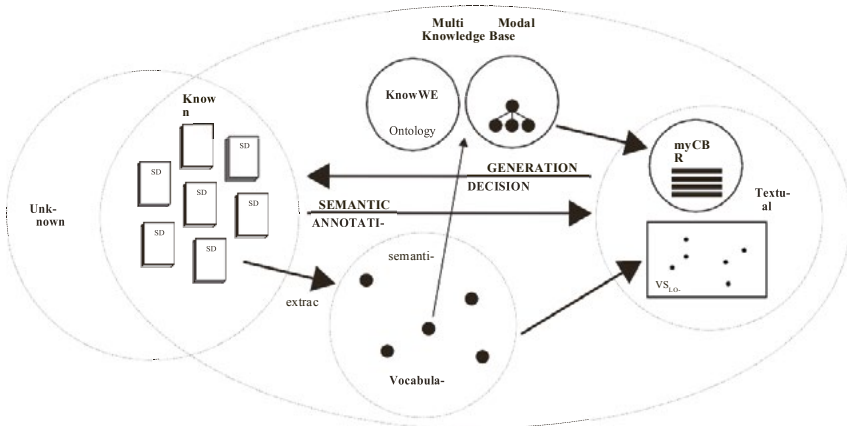 Multi Modal
Knowledge Base
Know
n
KnowWE
Ontology
SD
SD
SD
SD
SD
SD
Unk-
nown
GENERATION
DECISION
SEMANTIC
ANNOTATI-
myCB
R
Textu-
al
VSLO-
extrac
semanti-
Vocabula-